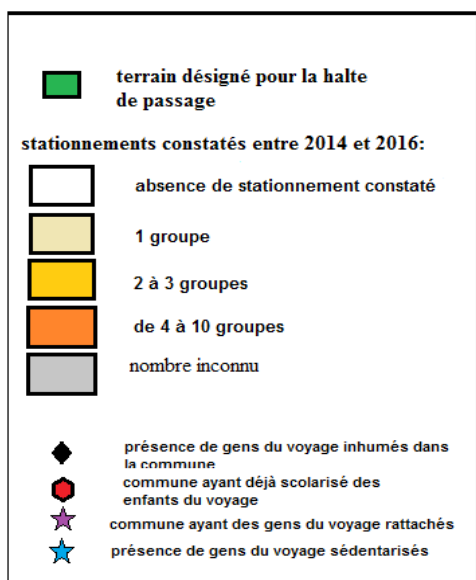 terrain désigné pour la halte
de passage
stationnements constatés entre 2014 et 2016:
absence de stationnement constaté
1 groupe
2 à 3 groupes
de 4 à 10 groupes
nombre inconnu
présence de gens du voyage inhumés dans
la commune
commune ayant déjà scolarisé des
enfants du voyage
commune ayant des gens du voyage rattachés
présence de gens du voyage sédentarisés